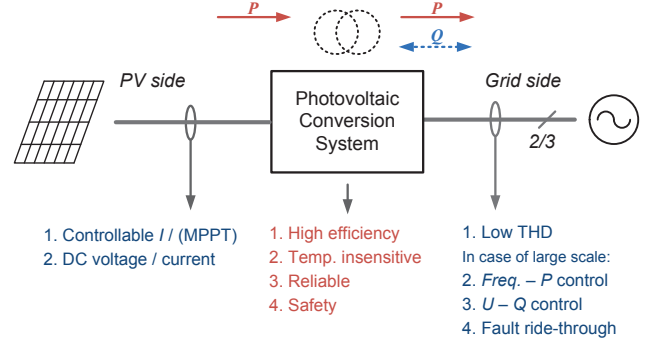 P
P
Q
PV side
Grid side
Photovoltaic
Conversion
System
2/3
1. Controllable I / (MPPT)
2. DC voltage / current
1. High efficiency
2. Temp. insensitive
3. Reliable
4. Safety
1. Low THD
In case of large scale:
2. Freq. – P control
3. U – Q control
4. Fault ride-through